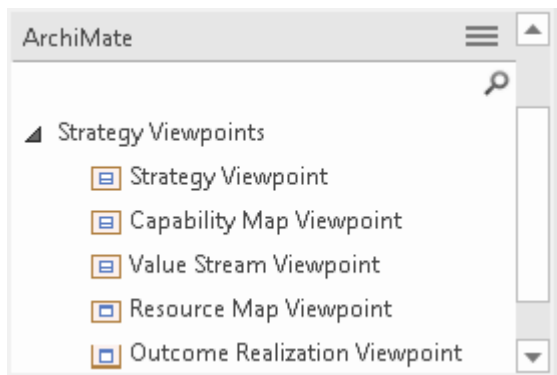 ArchiMate
Strategy Viewpoints
Strategy Viewpoint
Capability Map Viewpoint
Value Stream Viewpoint
Resource Map Viewpoint
Outcome Realization Viewpoint